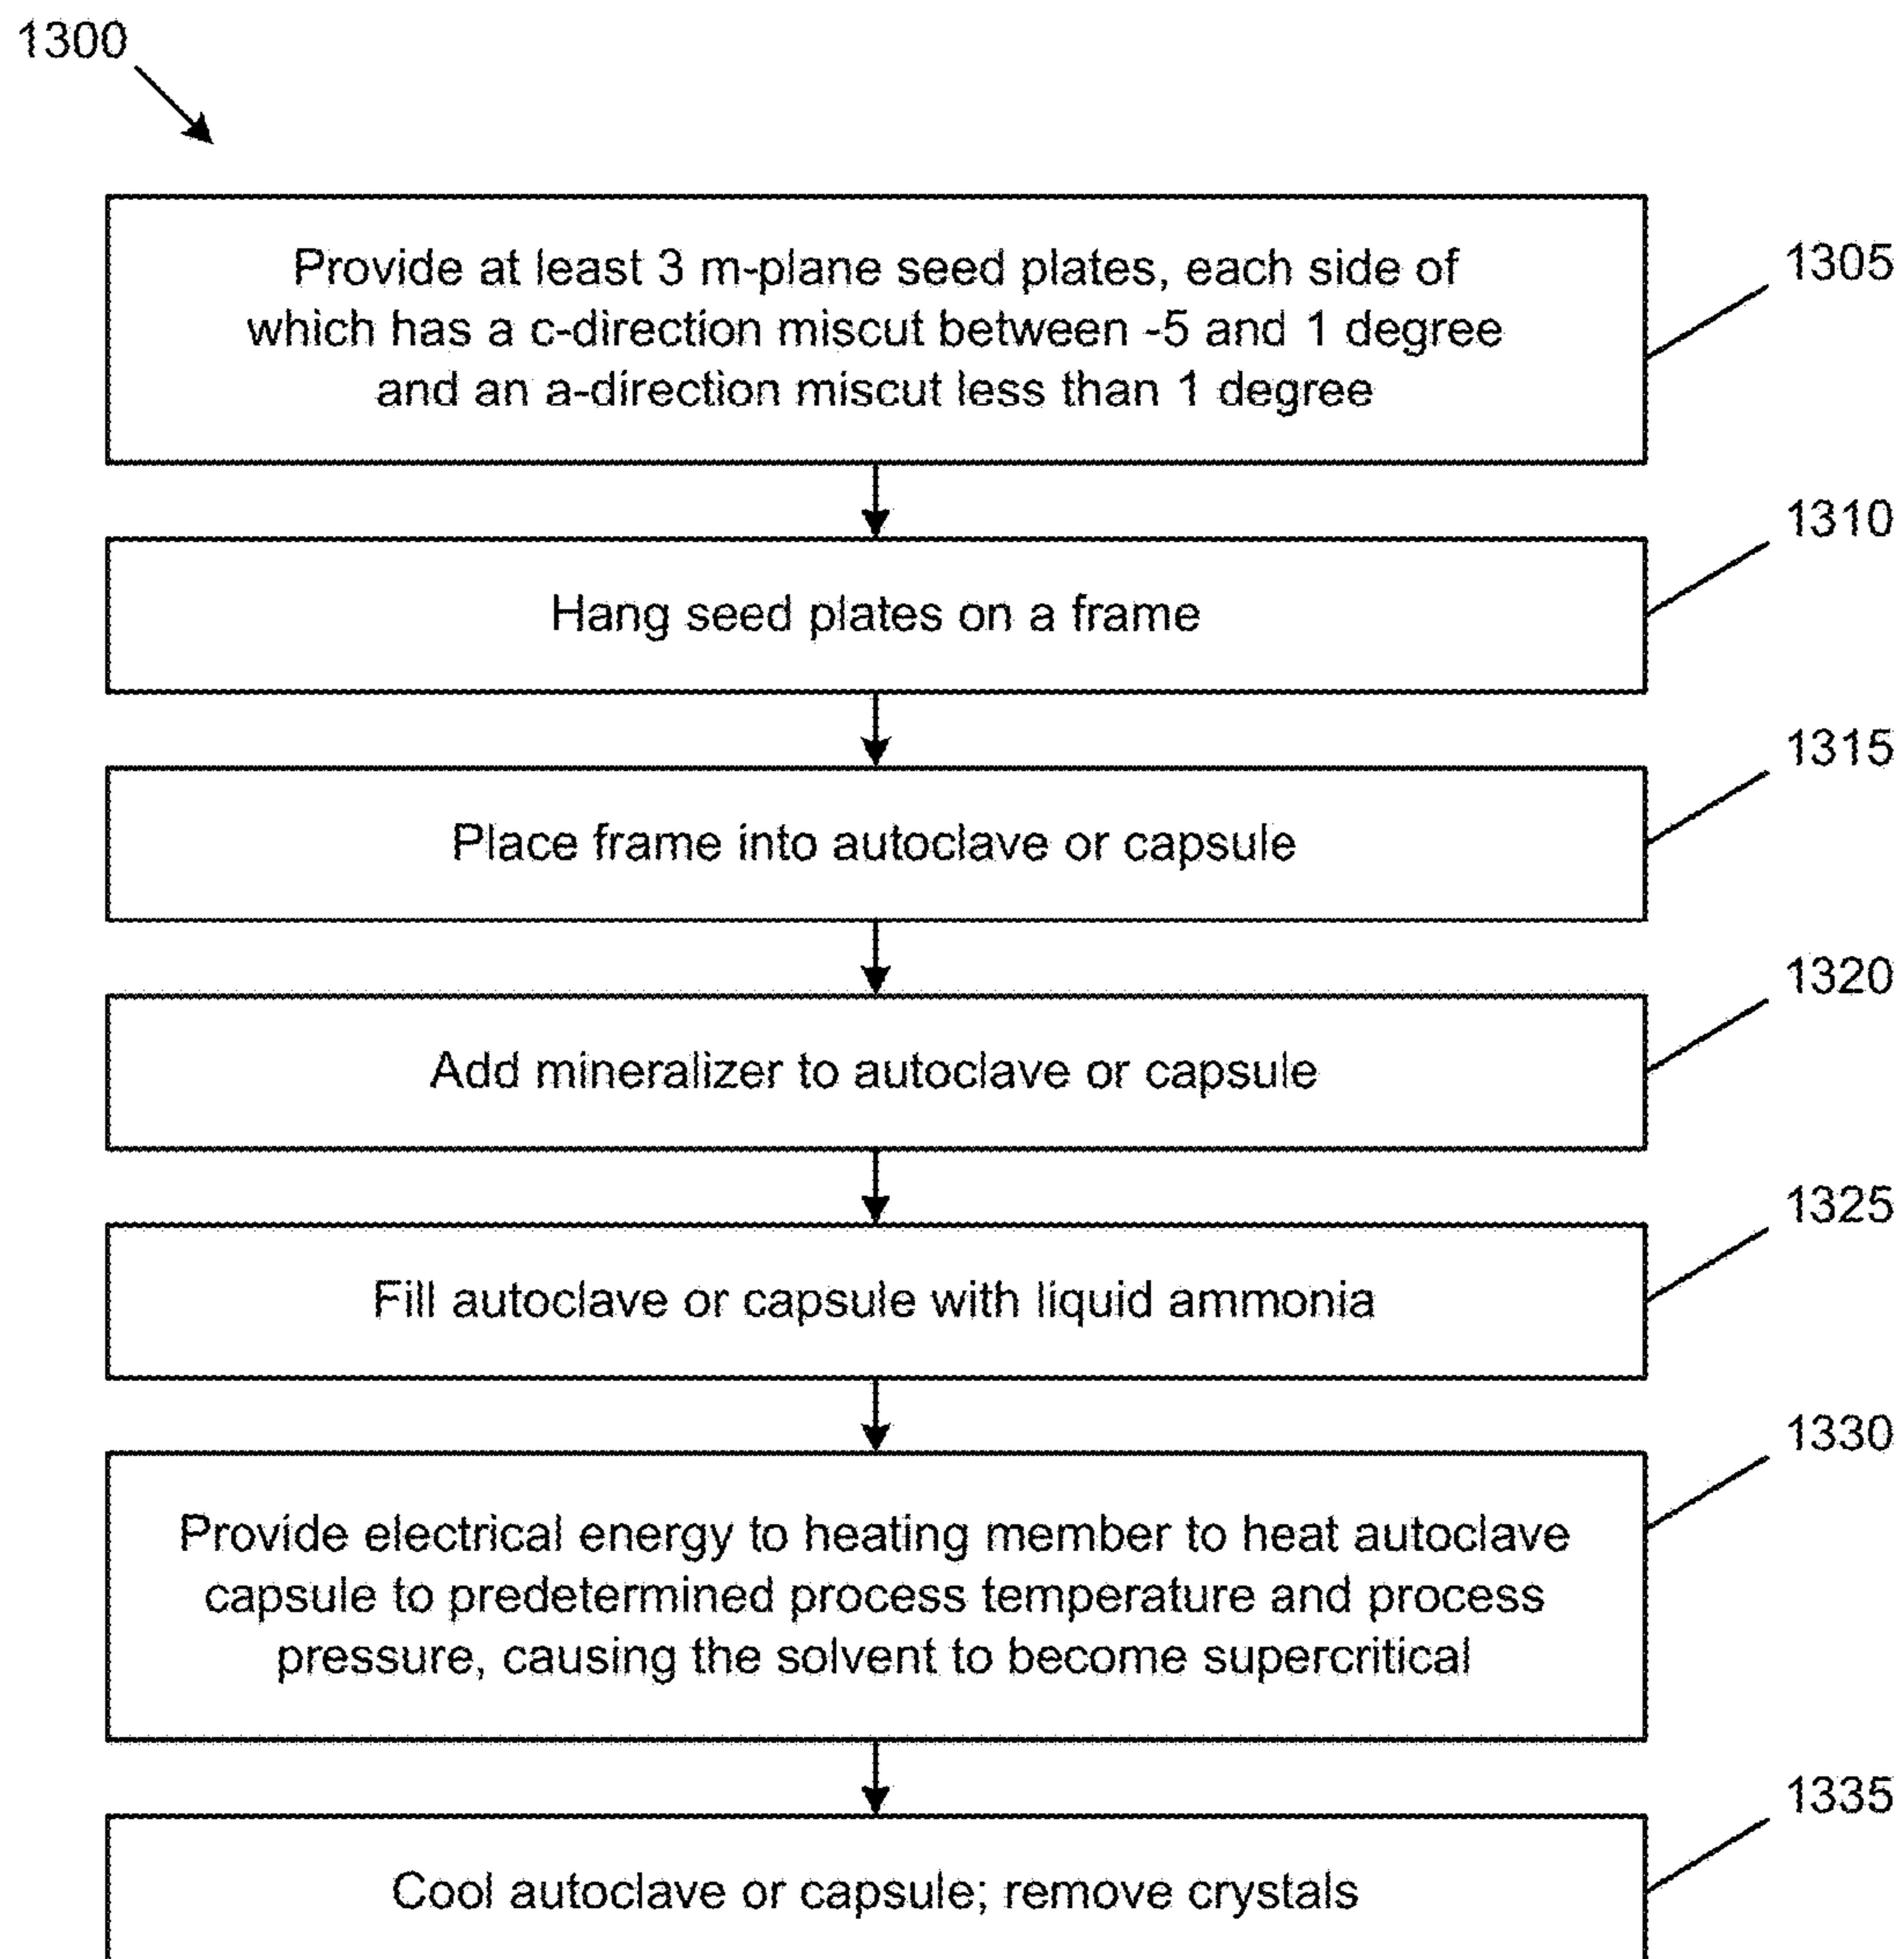 1300
Provide at least 3 m-plane seed plates, each side of
which has a c-direction miscut between -5 and 1 degree
and an a-direction miscut less than 1 degree
1305
Hang seed plates on a frame
1310
Place frame into autoclave or capsule
1315
Add mineralizer to autoclave or capsule
1320
Fill autoclave or capsule with liquid ammonia
1325
Provide electrical energy to heating member to heat autoclave
capsule to predetermined process temperature and process
pressure, causing the solvent to become supercritical
1330
Cool autoclave or capsule; remove crystals
1335